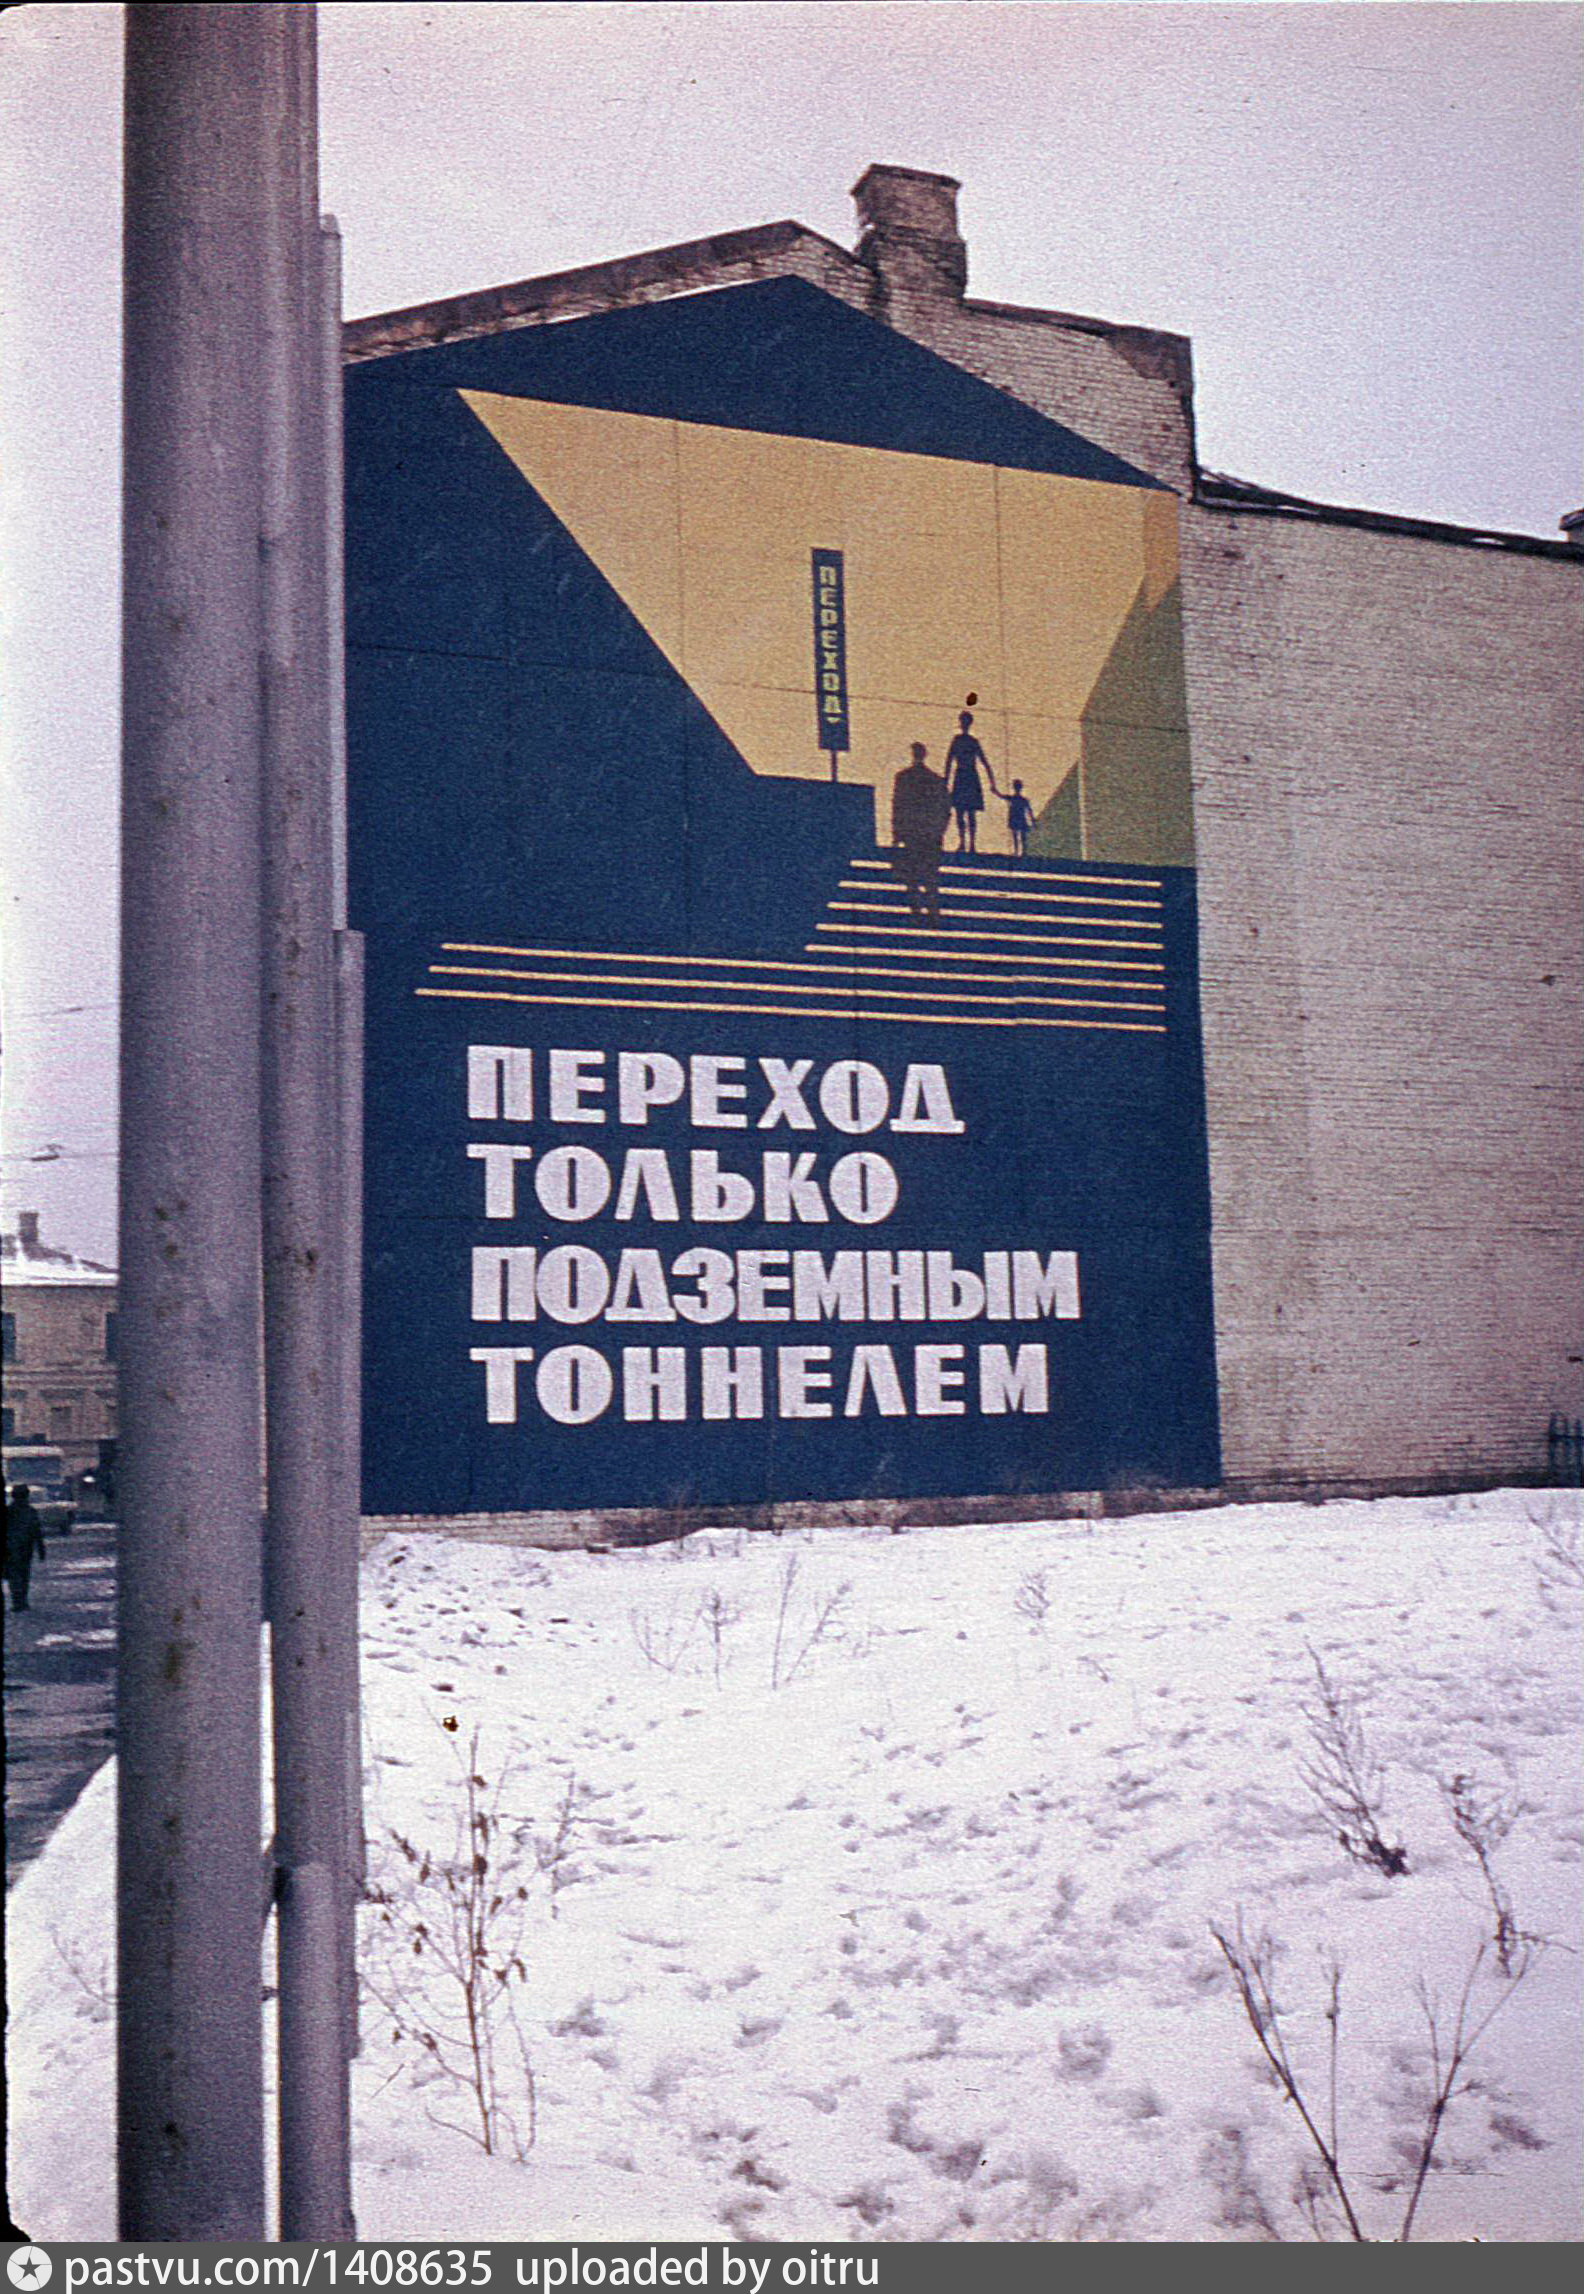 ПЕРЕХОД
ПЕРЕХОД
ТОЛЬКО
ПОДЗЕМНЫМ
ТОННЕЛЕМ
pastvu.com/1408635 uploaded by oitru